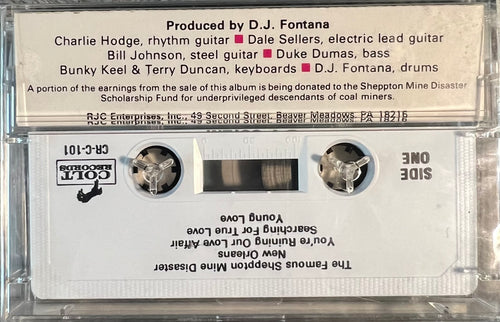 Produced by D.J. Fontana
Charlie Hodge, rhythm guitar ■ Dale Sellers, electric lead guitar
Bill Johnson, steel guitar ■ Duke Dumas, bass
Bunky Keel & Terry Duncan, keyboards ■ D.J. Fontana, drums
A portion of the earnings from the sale of this album is being donated to the Sheppton Mine Disaster
Scholarship Fund for underprivileged descendants of coal miners.
RJC Enterprises, Inc., 49 Second Street, Beaver Meadows, PA 18216
SIDE
ONE
COLT
RECORDS
CR-C-101
The Famous Sheppton Mine Disaster
New Orleans
You're Ruining Our Love Affair
Searching For True Love
Young Love